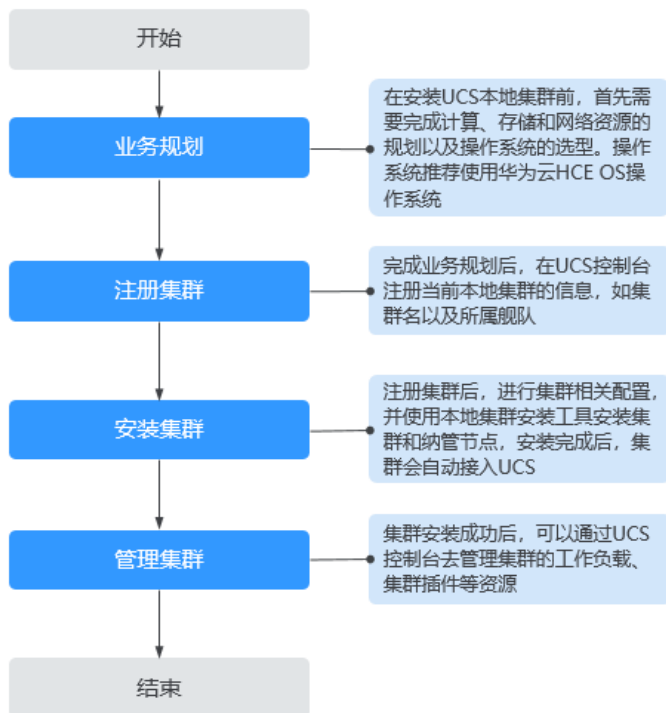 开始
业务规划
在安装UCS本地集群前，首先需
要完成计算、存储和网络资源的
规划以及操作系统的选型。操作
系统推荐使用华为云HCE OS操
作系统
注册集群
完成业务规划后，在UCS控制台
注册当前本地集群的信息，如集
群名以及所属舰队
安装集群
注册集群后，进行集群相关配置，
并使用本地集群安装工具安装集
群和纳管节点，安装完成后，集
群会自动接入UCS
管理集群
集群安装成功后，可以通过UCS
控制台去管理集群的工作负载、
集群插件等资源
结束